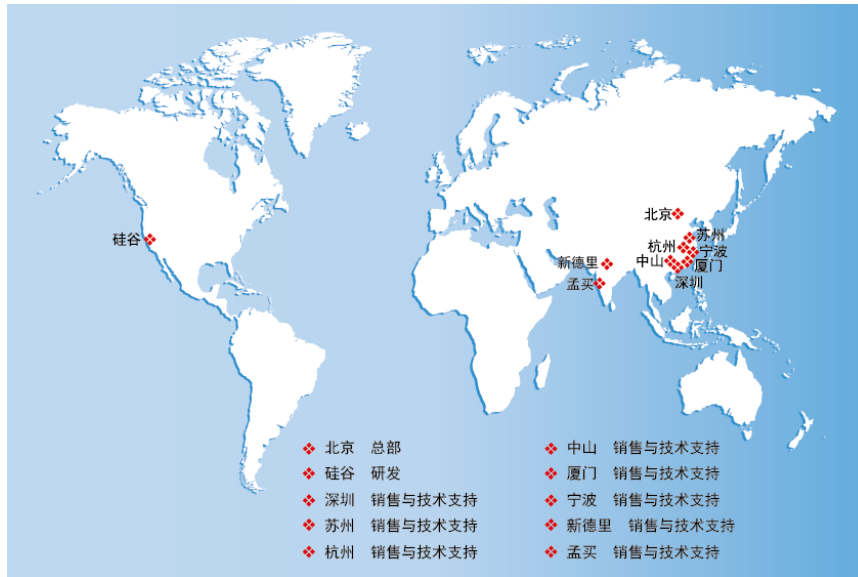 北京
苏州
硅谷
杭州
宁波
新德里
中山
厦门
孟买
深圳
北京 总部
硅谷 研发
深圳 销售与技术支持
苏州 销售与技术支持
杭州 销售与技术支持
中山 销售与技术支持
厦门 销售与技术支持
宁波 销售与技术支持
新德里 销售与技术支持
孟买 销售与技术支持